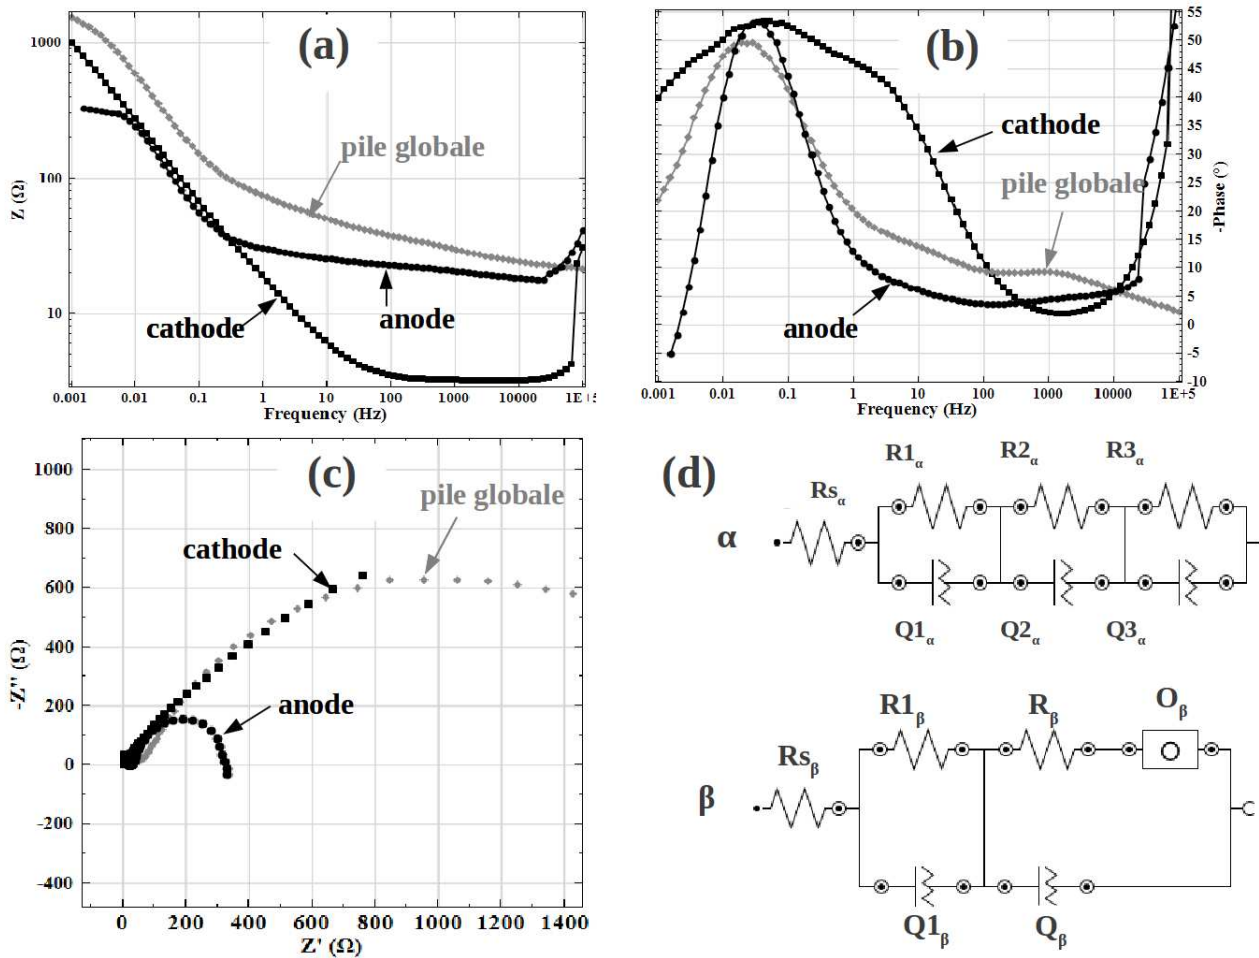 (a)
Z (Ω)
1000
100
10
pile globale
cathode
anode
0.001 0.01 0.1 1 10 100 1000 10000 1E+5
Frequency (Hz)
(b)
-Phase (°)
55
50
45
40
35
30
25
20
15
10
5
0
-5
-10
cathode
pile globale
anode
0.001 0.01 0.1 1 10 100 1000 10000 1E+5
Frequency (Hz)
(c)
-Z'' (Ω)
1000
800
600
400
200
0
-200
-400
pile globale
cathode
anode
0 200 400 600 800 1000 1200 1400
Z' (Ω)
(d)
α
Rsα
R1α R2α R3α
Q1α Q2α Q3α
β
Rsβ
R1β Rβ Oβ
O
Q1β Qβ